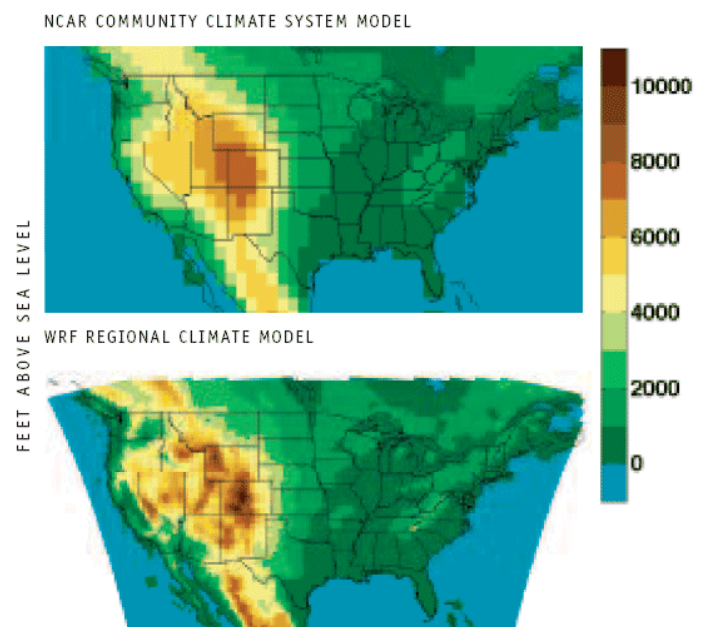 NCAR COMMUNITY CLIMATE SYSTEM MODEL
10000
8000
6000
4000
2000
0
FEET ABOVE SEA LEVEL
WRF REGIONAL CLIMATE MODEL